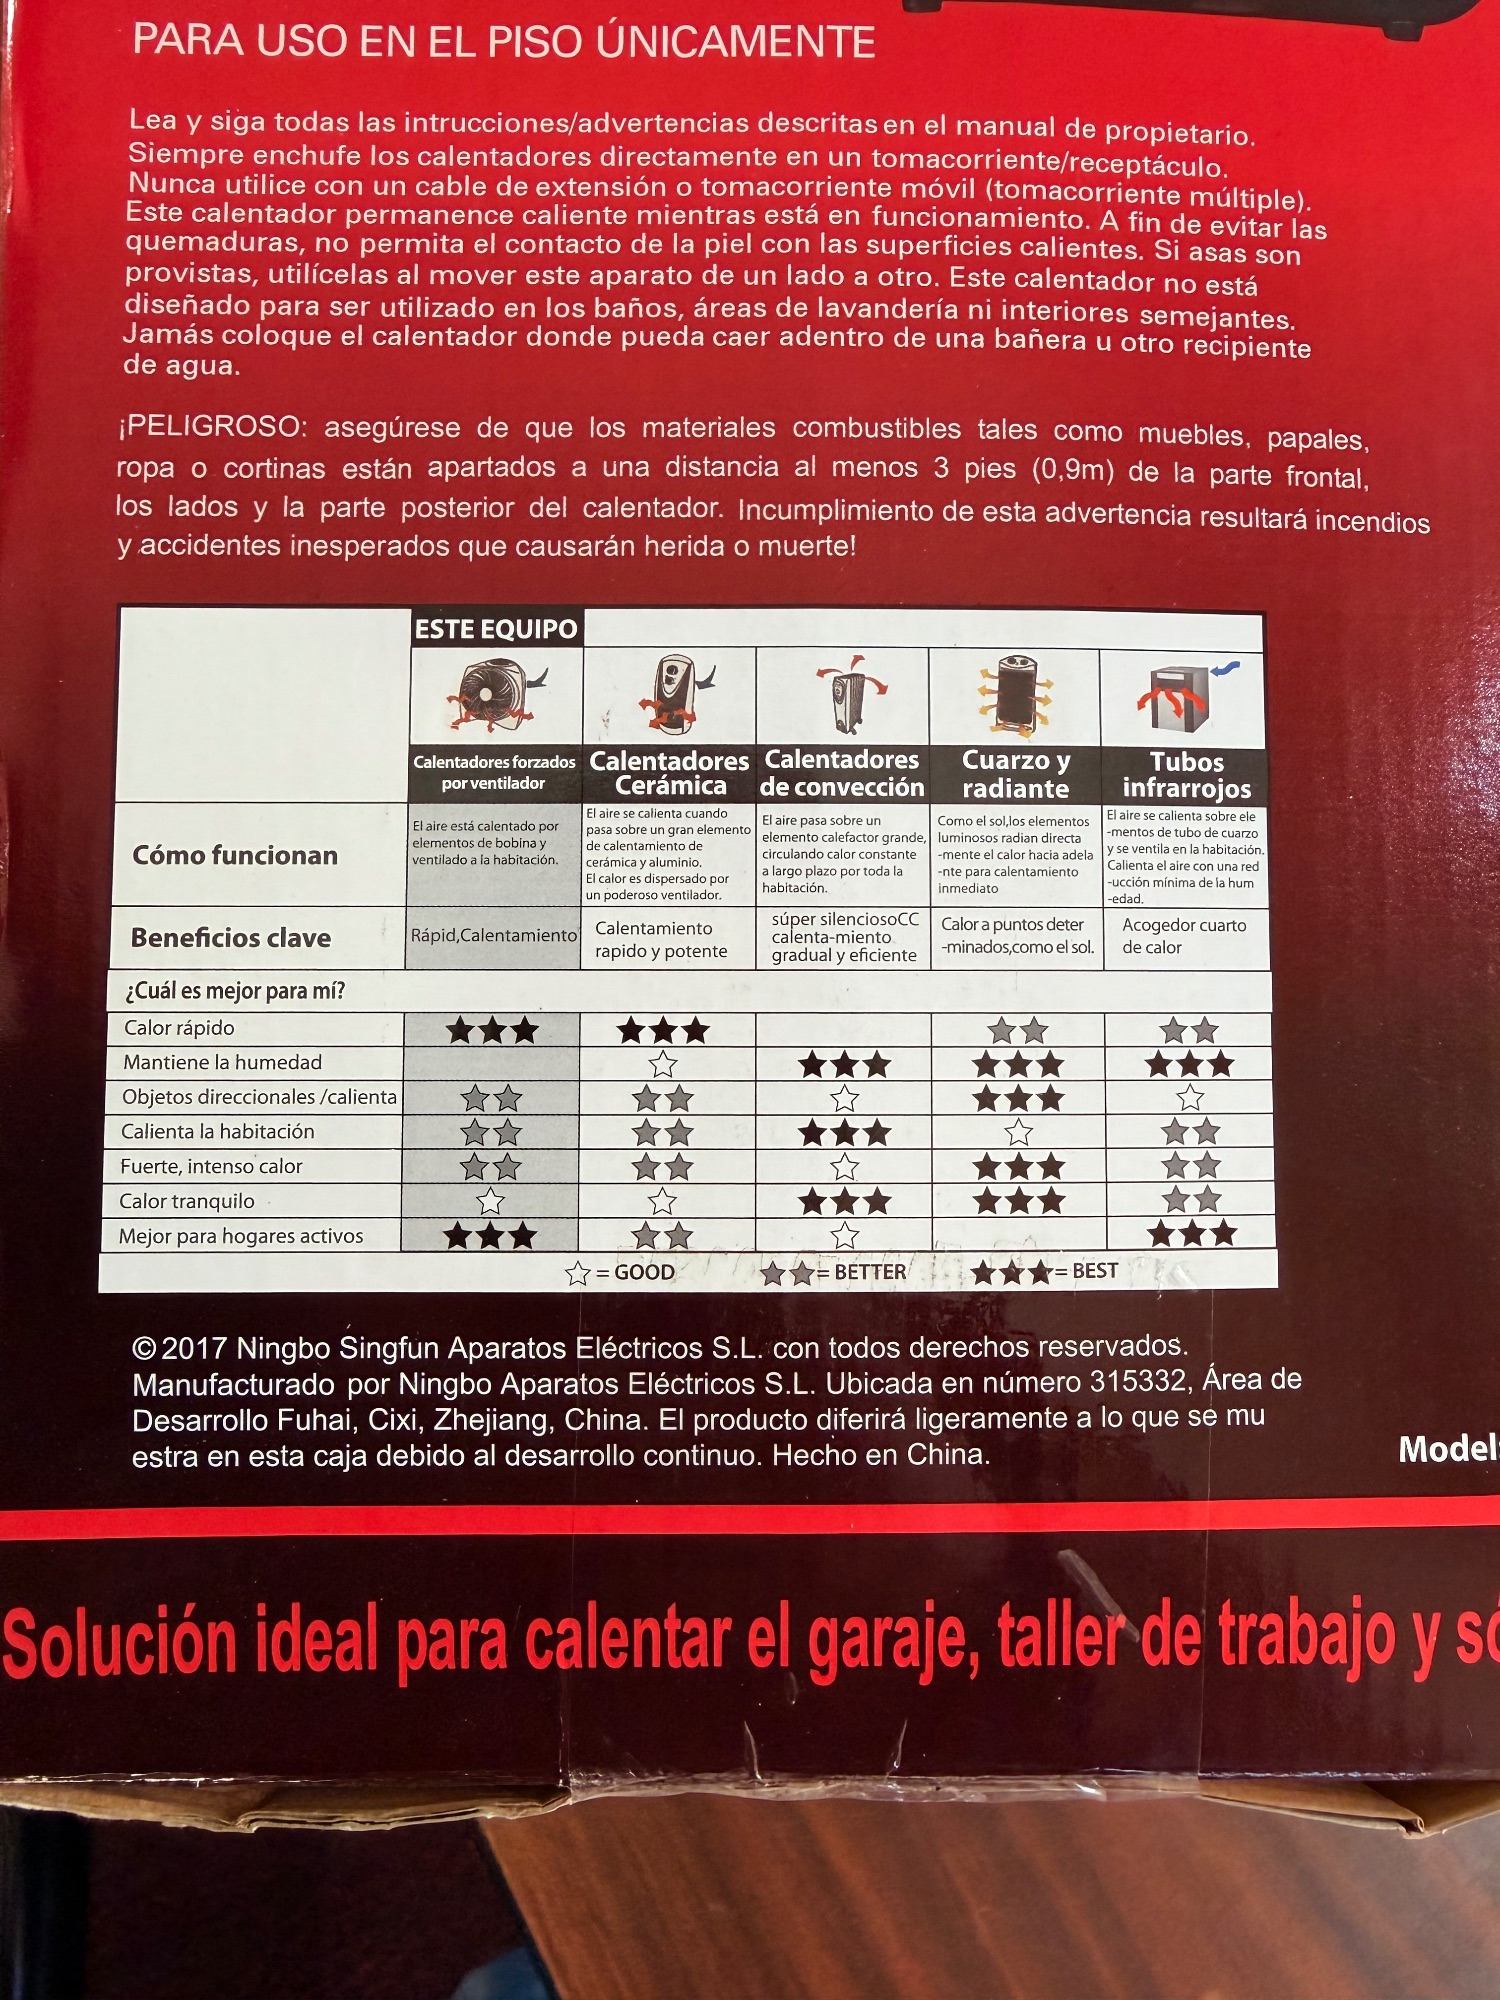 PARA USO EN EL PISO ÚNICAMENTE
Lea y siga todas las intrucciones/advertencias descritas en el manual de propietario.
Siempre enchufe los calentadores directamente en un tomacorriente/receptáculo.
Nunca utilice con un cable de extensión o tomacorriente móvil (tomacorriente múltiple).
Este calentador permanence caliente mientras está en funcionamiento. A fin de evitar las
quemaduras, no permita el contacto de la piel con las superficies calientes. Si asas son
provistas, utilícelas al mover este aparato de un lado a otro. Este calentador no está
diseñado para ser utilizado en los baños, áreas de lavandería ni interiores semejantes.
Jamás coloque el calentador donde pueda caer adentro de una bañera u otro recipiente
de agua.
¡PELIGROSO: asegúrese de que los materiales combustibles tales como muebles, papales,
ropa o cortinas están apartados a una distancia al menos 3 pies (0,9m) de la parte frontal,
los lados y la parte posterior del calentador. Incumplimiento de esta advertencia resultará incendios
y accidentes inesperados que causarán herida o muerte!
ESTE EQUIPO
Calentadores forzados
por ventilador
Calentadores
Cerámica
Calentadores
de convección
Cuarzo y
radiante
Tubos
infrarrojos
Cómo funcionan
El aire está calentado por
elementos de bobina y
ventilado a la habitación.
El aire se calienta cuando
pasa sobre un gran elemento
de calentamiento de
cerámica y aluminio.
El calor es dispersado por
un poderoso ventilador.
El aire pasa sobre un
elemento calefactor grande,
circulando calor constante
a largo plazo por toda la
habitación.
Como el sol,los elementos
luminosos radian directa
-mente el calor hacia adela
-nte para calentamiento
inmediato
El aire se calienta sobre ele
-mentos de tubo de cuarzo
y se ventila en la habitación.
Calienta el aire con una red
-ucción mínima de la hum
-edad.
Beneficios clave
Rápid,Calentamiento
Calentamiento
rapido y potente
súper silenciosoCC
calenta-miento
gradual y eficiente
Calor a puntos deter
-minados,como el sol.
Acogedor cuarto
de calor
¿Cuál es mejor para mí?
Calor rápido ★★★ ★★★ ★★ ★★
Mantiene la humedad ☆ ★★★ ★★★ ★★★
Objetos direccionales /calienta ★★ ★★ ☆ ★★★ ☆
Calienta la habitación ★★ ★★ ★★★ ☆ ★★
Fuerte, intenso calor ★★ ★★ ☆ ★★★ ★★
Calor tranquilo ☆ ☆ ★★★ ★★★ ★★
Mejor para hogares activos ★★★ ★★ ☆ ★★★
☆ = GOOD ★★= BETTER ★★★= BEST
© 2017 Ningbo Singfun Aparatos Eléctricos S.L. con todos derechos reservados.
Manufacturado por Ningbo Aparatos Eléctricos S.L. Ubicada en número 315332, Área de
Desarrollo Fuhai, Cixi, Zhejiang, China. El producto diferirá ligeramente a lo que se mu
estra en esta caja debido al desarrollo continuo. Hecho en China.
Model:
Solución ideal para calentar el garaje, taller de trabajo y só